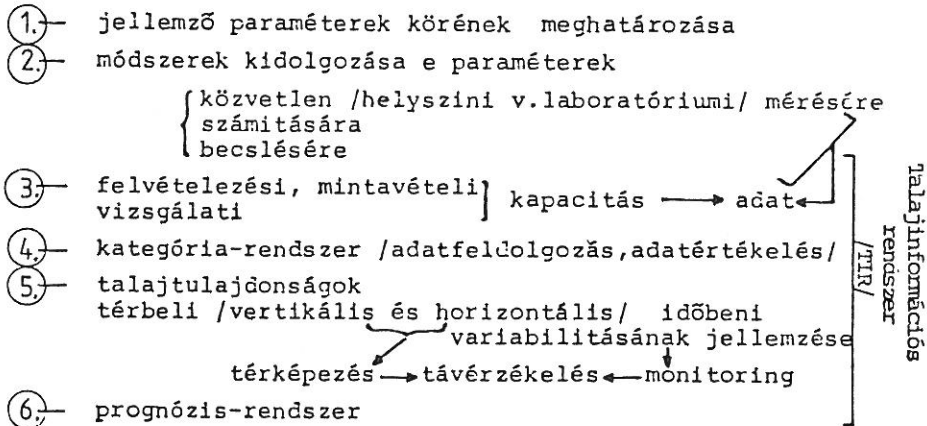 1. jellemző paraméterek körének meghatározása
2. módszerek kidolgozása e paraméterek
közvetlen /helyszini v.laboratóriumi/ mérésére
számitására
becslésére
3. felvételezési, mintavételi
vizsgálati
kapacitás
adat
4. kategória-rendszer /adatfeldolgozás,adatértékelés/
5. talajtulajdonságok
térbeli /vertikális és horizontális/ időbeni
variabilitásának jellemzése
térképezés távérzékelés monitoring
6. prognózis-rendszer
Talajinformációs
rendszer
/TIR/